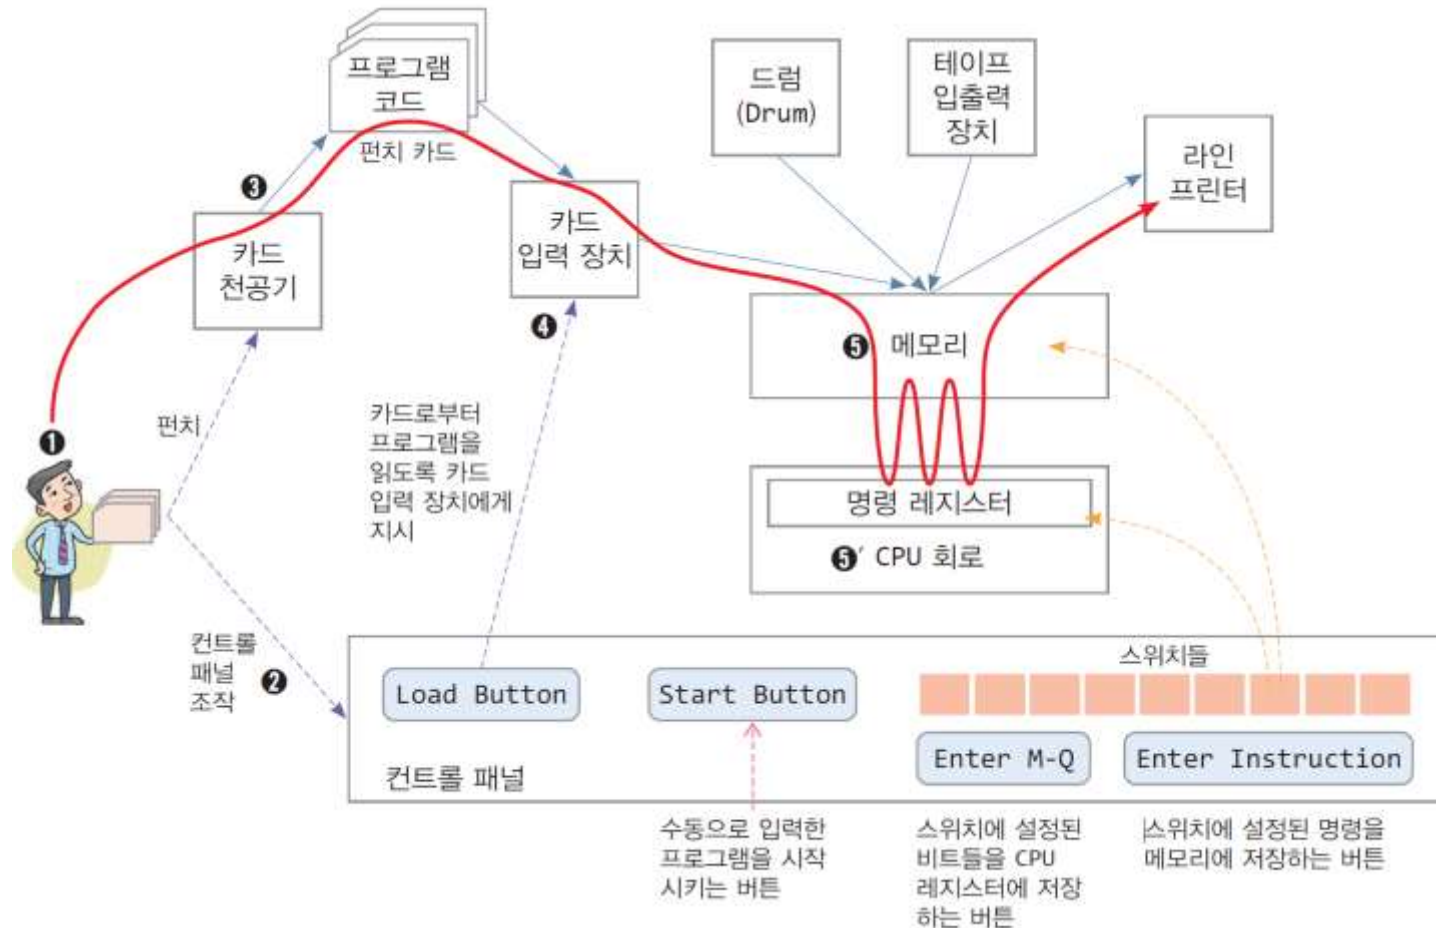 프로그램
코드
펀치 카드
드럼
(Drum)
테이프
입출력
장치
라인
프린터
❸
카드
천공기
카드
입력 장치
❹
❺ 메모리
❶
펀치
카드로부터
프로그램을
읽도록 카드
입력 장치에게
지시
명령 레지스터
❺′ CPU 회로
컨트롤
패널
조작
❷
스위치들
Load Button
Start Button
Enter M-Q
Enter Instruction
컨트롤 패널
수동으로 입력한
프로그램을 시작
시키는 버튼
스위치에 설정된
비트들을 CPU
레지스터에 저장
하는 버튼
스위치에 설정된 명령을
메모리에 저장하는 버튼